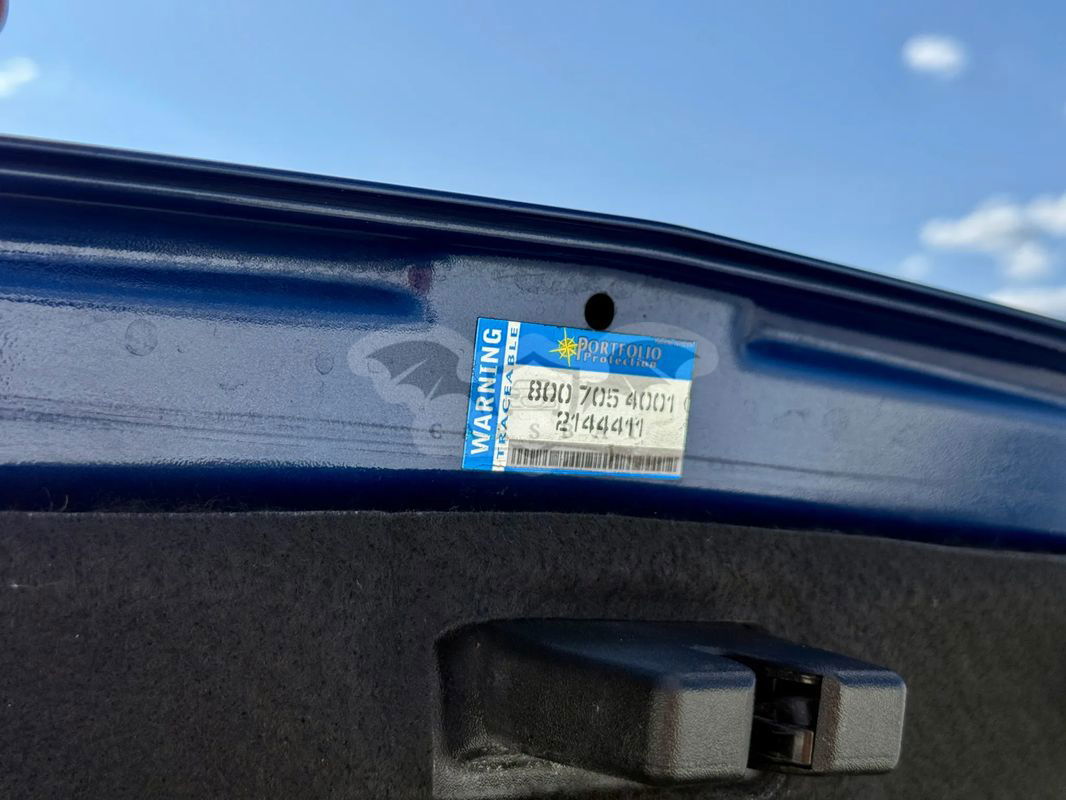 WARNING
TRACEABLE
PORTFOLIO
Protection
800 705 4001
2144411